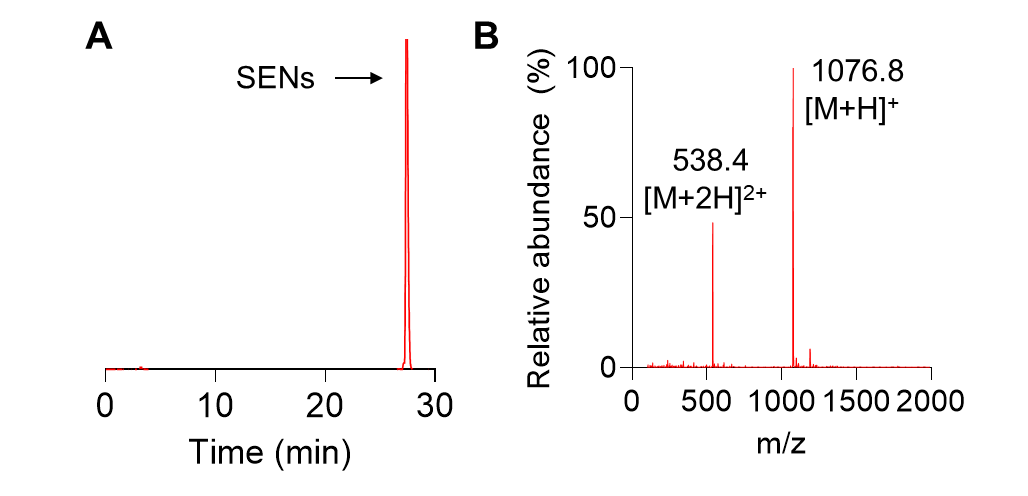 A
SENs
0 10 20 30
Time (min)
B
Relative abundance (%)
100
50
0
1076.8
[M+H]⁺
538.4
[M+2H]²⁺
0 500 1000 1500 2000
m/z